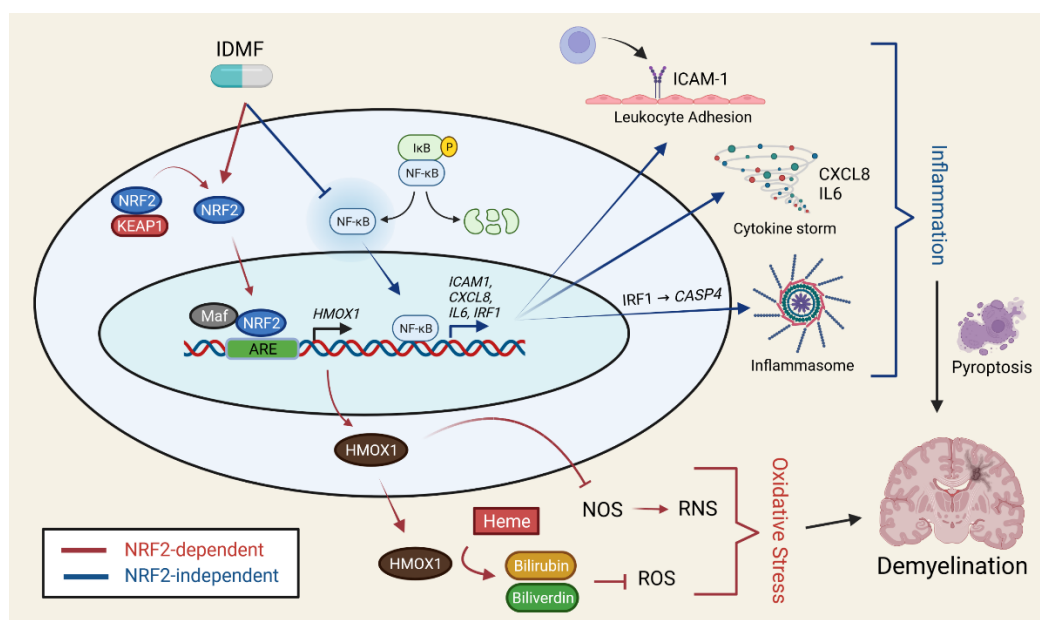 IDMF
ICAM-1
Leukocyte Adhesion
IκB
P
NF-κB
NRF2
KEAP1
NRF2
NF-κB
CXCL8
IL6
Cytokine storm
Inflammation
Maf
NRF2
ARE
HMOX1
NF-κB
ICAM1,
CXCL8,
IL6, IRF1
IRF1 → CASP4
Inflammasome
Pyroptosis
HMOX1
NOS
RNS
Oxidative Stress
Heme
HMOX1
Bilirubin
Biliverdin
ROS
Demyelination
NRF2-dependent
NRF2-independent